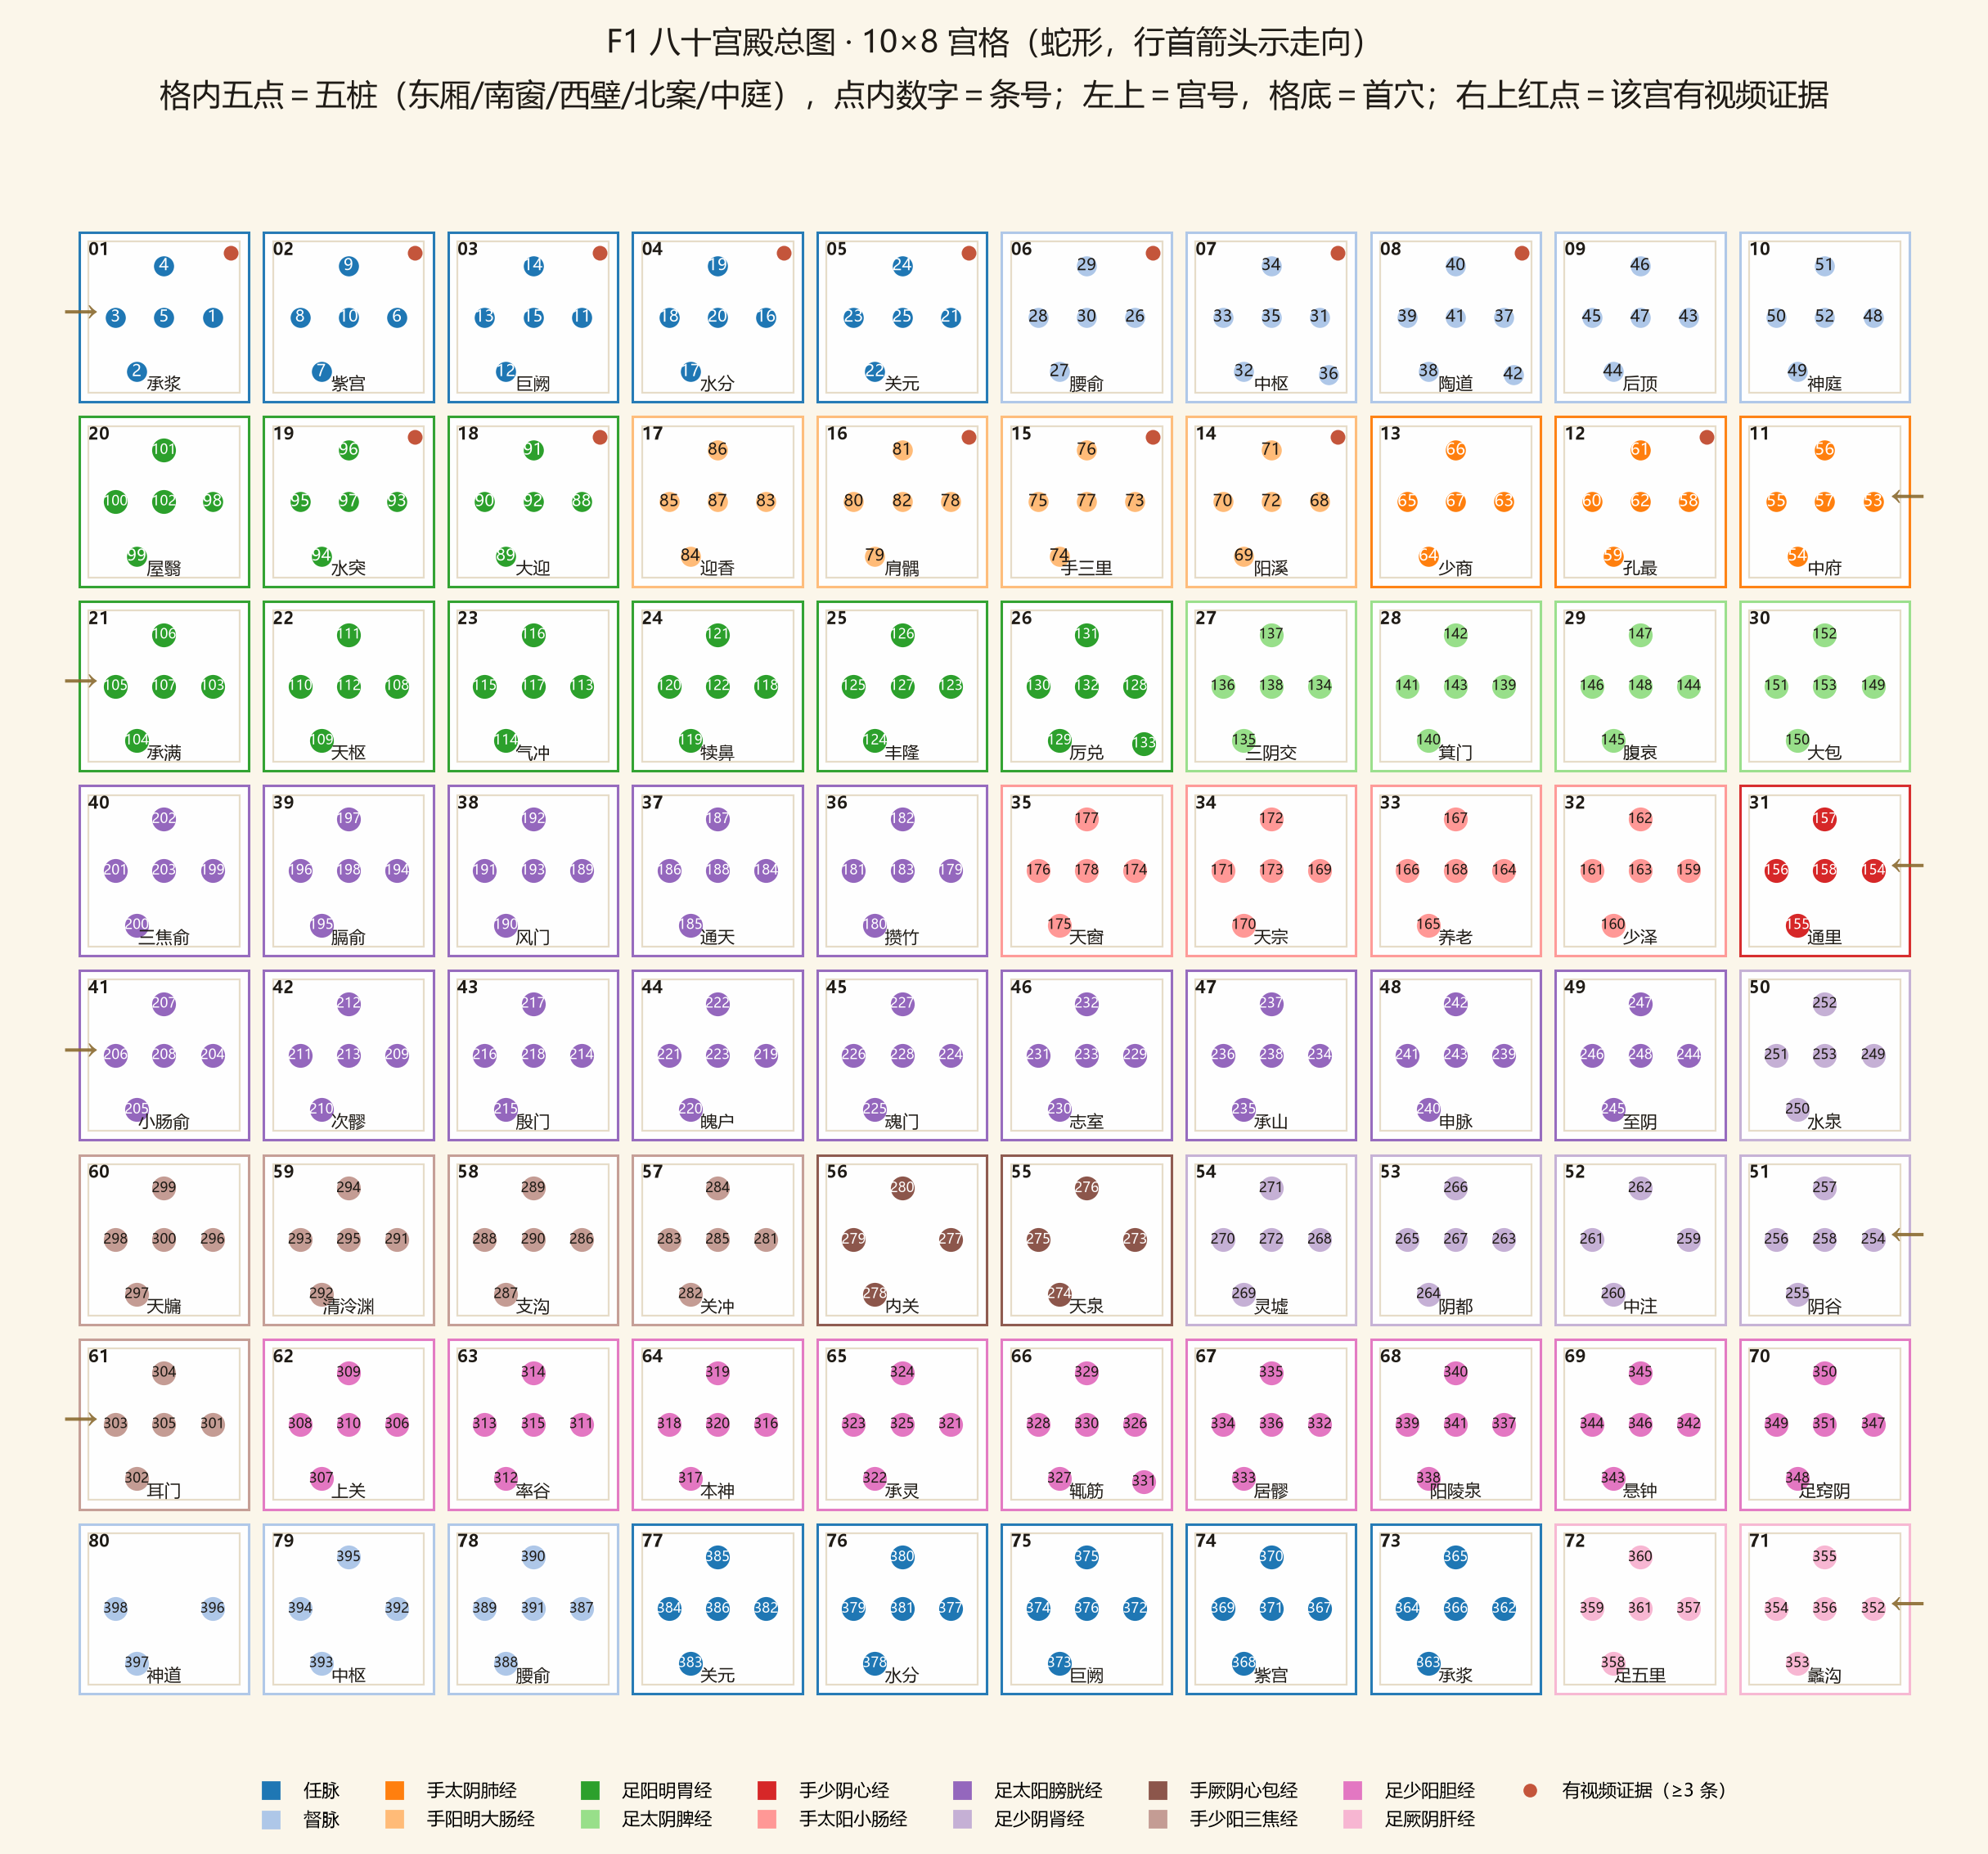 F1 八十宫殿总图 · 10×8 宫格（蛇形，行首箭头示走向）
格内五点＝五桩（东厢/南窗/西壁/北案/中庭），点内数字＝条号；左上＝宫号，格底＝首穴；右上红点＝该宫有视频证据
01 02 03 04 05 06 07 08 09 10
4 9 14 19 24 29 34 40 46 51
3 5 1 8 10 6 13 15 11 18 20 16 23 25 21 28 30 26 33 35 31 39 41 37 45 47 43 50 52 48
2 7 12 17 22 27 32 36 38 42 44 49
承浆 紫宫 巨阙 水分 关元 腰俞 中枢 陶道 后顶 神庭
20 19 18 17 16 15 14 13 12 11
101 96 91 86 81 76 71 66 61 56
100 102 98 95 97 93 90 92 88 85 87 83 80 82 78 75 77 73 70 72 68 65 67 63 60 62 58 55 57 53
99 94 89 84 79 74 69 64 59 54
屋翳 水突 大迎 迎香 肩髃 手三里 阳溪 少商 孔最 中府
21 22 23 24 25 26 27 28 29 30
106 111 116 121 126 131 137 142 147 152
105 107 103 110 112 108 115 117 113 120 122 118 125 127 123 130 132 128 136 138 134 141 143 139 146 148 144 151 153 149
104 109 114 119 124 129 133 135 140 145 150
承满 天枢 气冲 犊鼻 丰隆 厉兑 三阴交 箕门 腹哀 大包
40 39 38 37 36 35 34 33 32 31
202 197 192 187 182 177 172 167 162 157
201 203 199 196 198 194 191 193 189 186 188 184 181 183 179 176 178 174 171 173 169 166 168 164 161 163 159 156 158 154
200 195 190 185 180 175 170 165 160 155
三焦俞 膈俞 风门 通天 攒竹 天窗 天宗 养老 少泽 通里
41 42 43 44 45 46 47 48 49 50
207 212 217 222 227 232 237 242 247 252
206 208 204 211 213 209 216 218 214 221 223 219 226 228 224 231 233 229 236 238 234 241 243 239 246 248 244 251 253 249
205 210 215 220 225 230 235 240 245 250
小肠俞 次髎 殷门 魄户 魂门 志室 承山 申脉 至阴 水泉
60 59 58 57 56 55 54 53 52 51
299 294 289 284 280 276 271 266 262 257
298 300 296 293 295 291 288 290 286 283 285 281 279 277 275 273 270 272 268 265 267 263 261 259 256 258 254
297 292 287 282 278 274 269 264 260 255
天牖 清泠渊 支沟 关冲 内关 天泉 灵墟 阴都 中注 阴谷
61 62 63 64 65 66 67 68 69 70
304 309 314 319 324 329 335 340 345 350
303 305 301 308 310 306 313 315 311 318 320 316 323 325 321 328 330 326 334 336 332 339 341 337 344 346 342 349 351 347
302 307 312 317 322 327 331 333 338 343 348
耳门 上关 率谷 本神 承灵 辄筋 居髎 阳陵泉 悬钟 足窍阴
80 79 78 77 76 75 74 73 72 71
395 390 385 380 375 370 365 360 355
398 396 394 392 389 391 387 384 386 382 379 381 377 374 376 372 369 371 367 364 366 362 359 361 357 354 356 352
397 393 388 383 378 373 368 363 358 353
神道 中枢 腰俞 关元 水分 巨阙 紫宫 承浆 足五里 蠡沟
任脉 手太阴肺经 足阳明胃经 手少阴心经 足太阳膀胱经 手厥阴心包经 足少阳胆经 有视频证据（≥3 条）
督脉 手阳明大肠经 足太阴脾经 手太阳小肠经 足少阴肾经 手少阳三焦经 足厥阴肝经